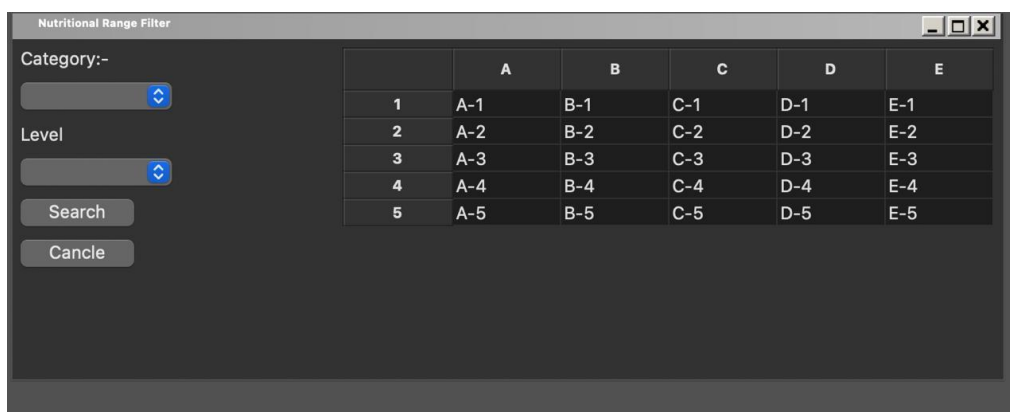 Nutritional Range Filter
Category:-
Level
Search
Cancle
A B C D E
1 A-1 B-1 C-1 D-1 E-1
2 A-2 B-2 C-2 D-2 E-2
3 A-3 B-3 C-3 D-3 E-3
4 A-4 B-4 C-4 D-4 E-4
5 A-5 B-5 C-5 D-5 E-5